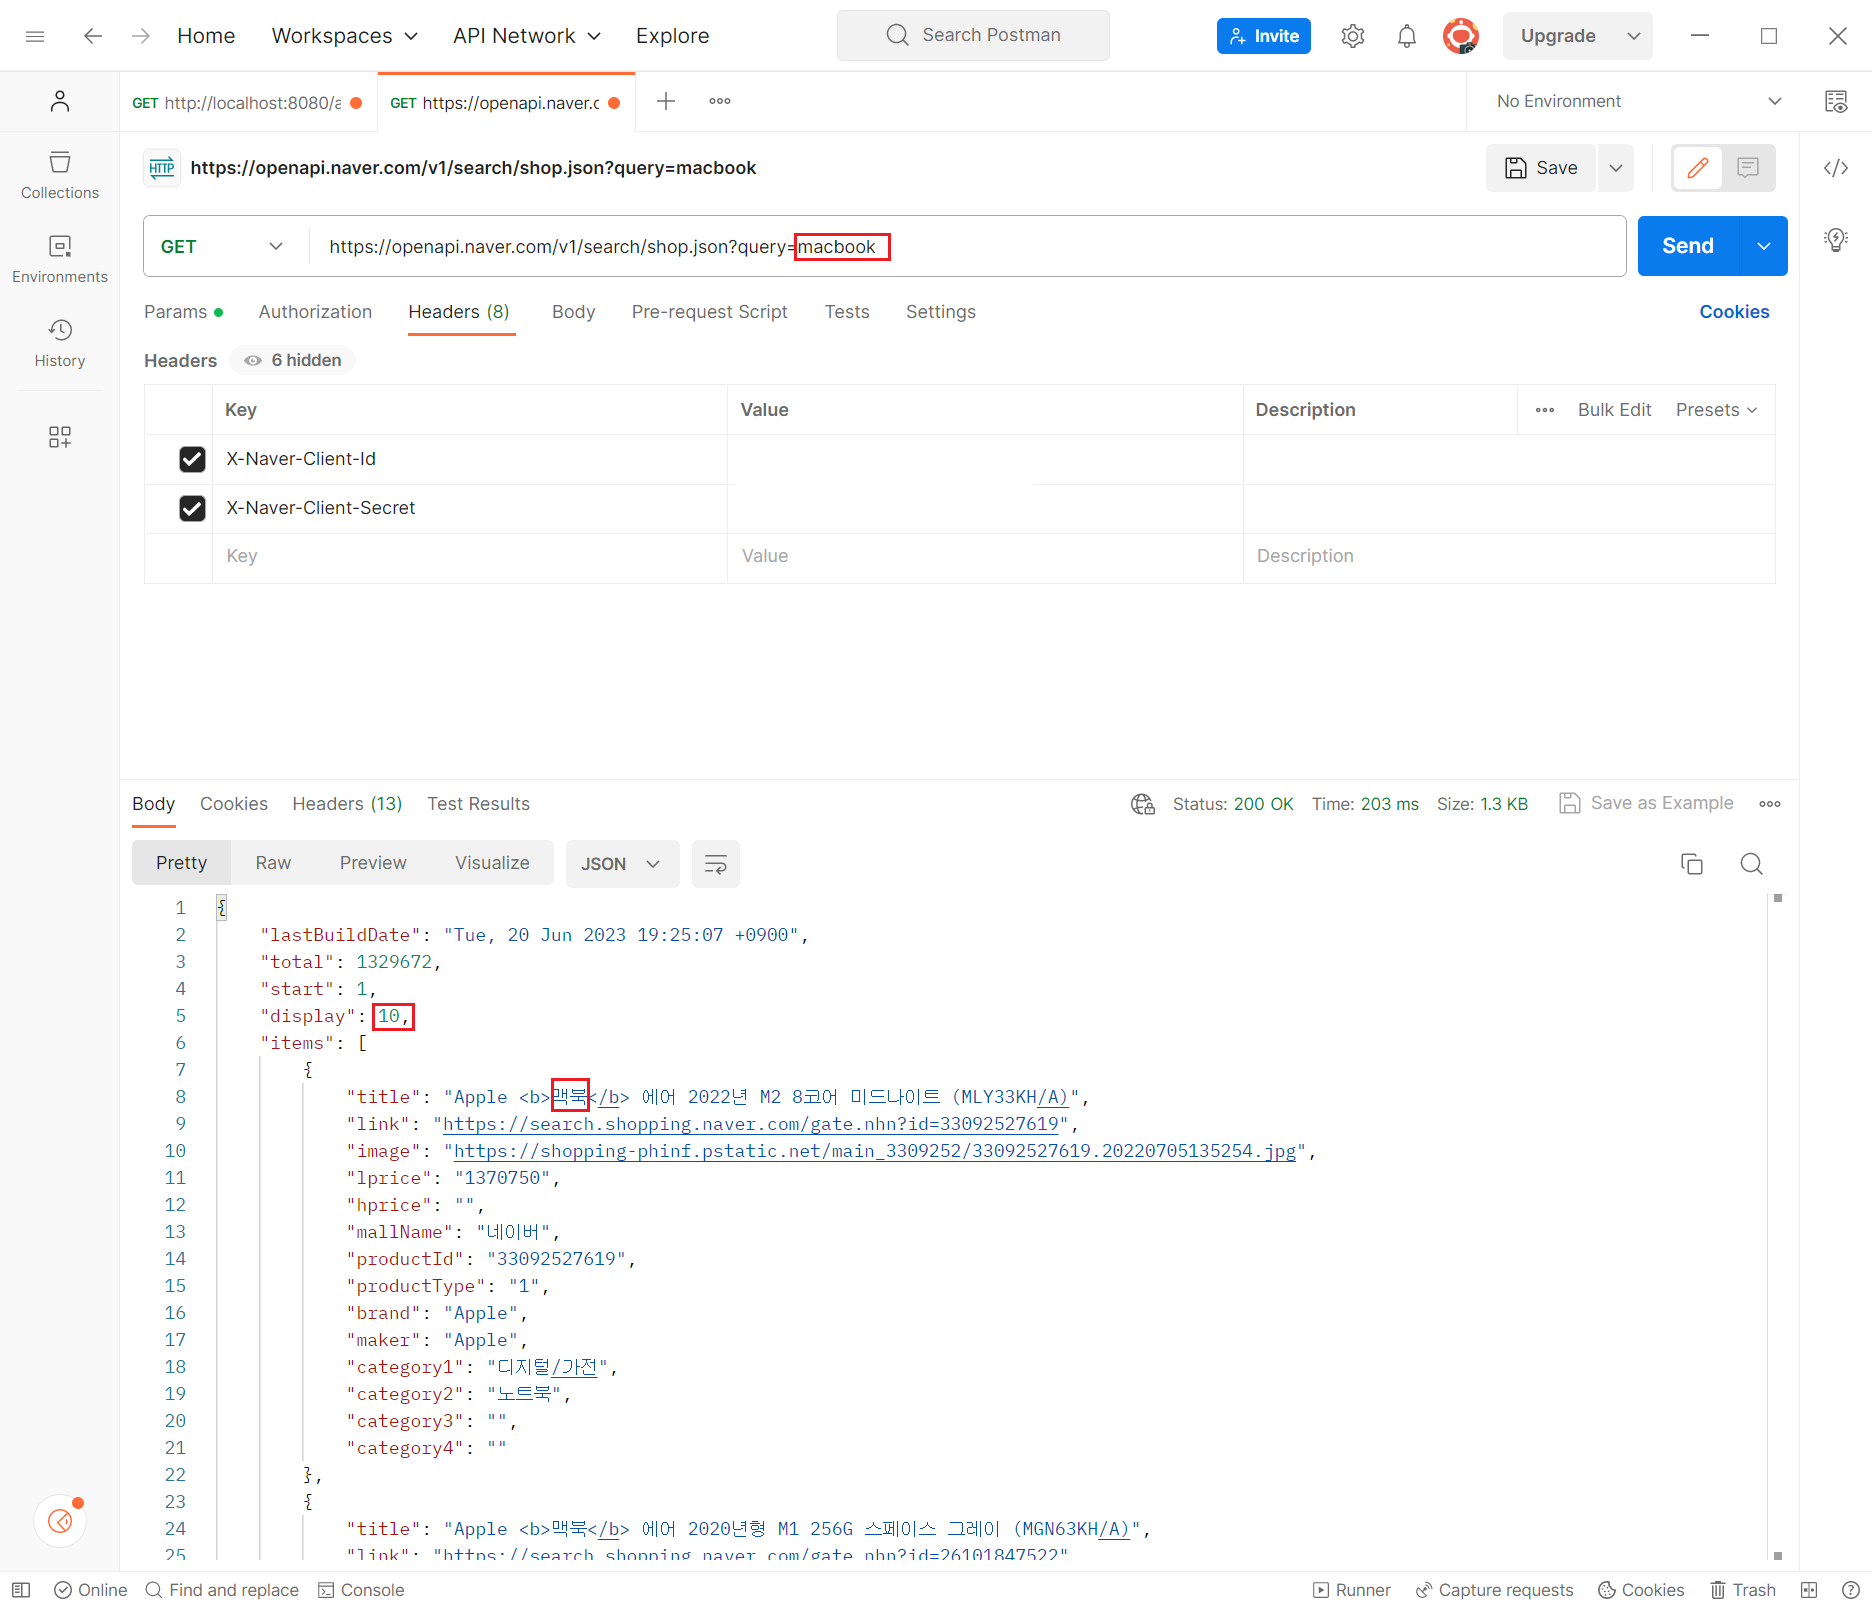 Home Workspaces API Network Explore Search Postman Invite Upgrade
GET http://localhost:8080/a GET https://openapi.naver.c No Environment
HTTP https://openapi.naver.com/v1/search/shop.json?query=macbook Save
Collections
Environments
History
GET https://openapi.naver.com/v1/search/shop.json?query=macbook Send
Params Authorization Headers (8) Body Pre-request Script Tests Settings Cookies
Headers 6 hidden
Key Value Description Bulk Edit Presets
X-Naver-Client-Id
X-Naver-Client-Secret
Key Value Description
Body Cookies Headers (13) Test Results Status: 200 OK Time: 203 ms Size: 1.3 KB Save as Example
Pretty Raw Preview Visualize JSON
1 {
2 "lastBuildDate": "Tue, 20 Jun 2023 19:25:07 +0900",
3 "total": 1329672,
4 "start": 1,
5 "display": 10,
6 "items": [
7 {
8 "title": "Apple <b>맥북</b> 에어 2022년 M2 8코어 미드나이트 (MLY33KH/A)",
9 "link": "https://search.shopping.naver.com/gate.nhn?id=33092527619",
10 "image": "https://shopping-phinf.pstatic.net/main_3309252/33092527619.20220705135254.jpg",
11 "lprice": "1370750",
12 "hprice": "",
13 "mallName": "네이버",
14 "productId": "33092527619",
15 "productType": "1",
16 "brand": "Apple",
17 "maker": "Apple",
18 "category1": "디지털/가전",
19 "category2": "노트북",
20 "category3": "",
21 "category4": ""
22 },
23 {
24 "title": "Apple <b>맥북</b> 에어 2020년형 M1 256G 스페이스 그레이 (MGN63KH/A)",
25 "link": "https://search.shopping.naver.com/gate.nhn?id=26101847522"
Online Find and replace Console Runner Capture requests Cookies Trash